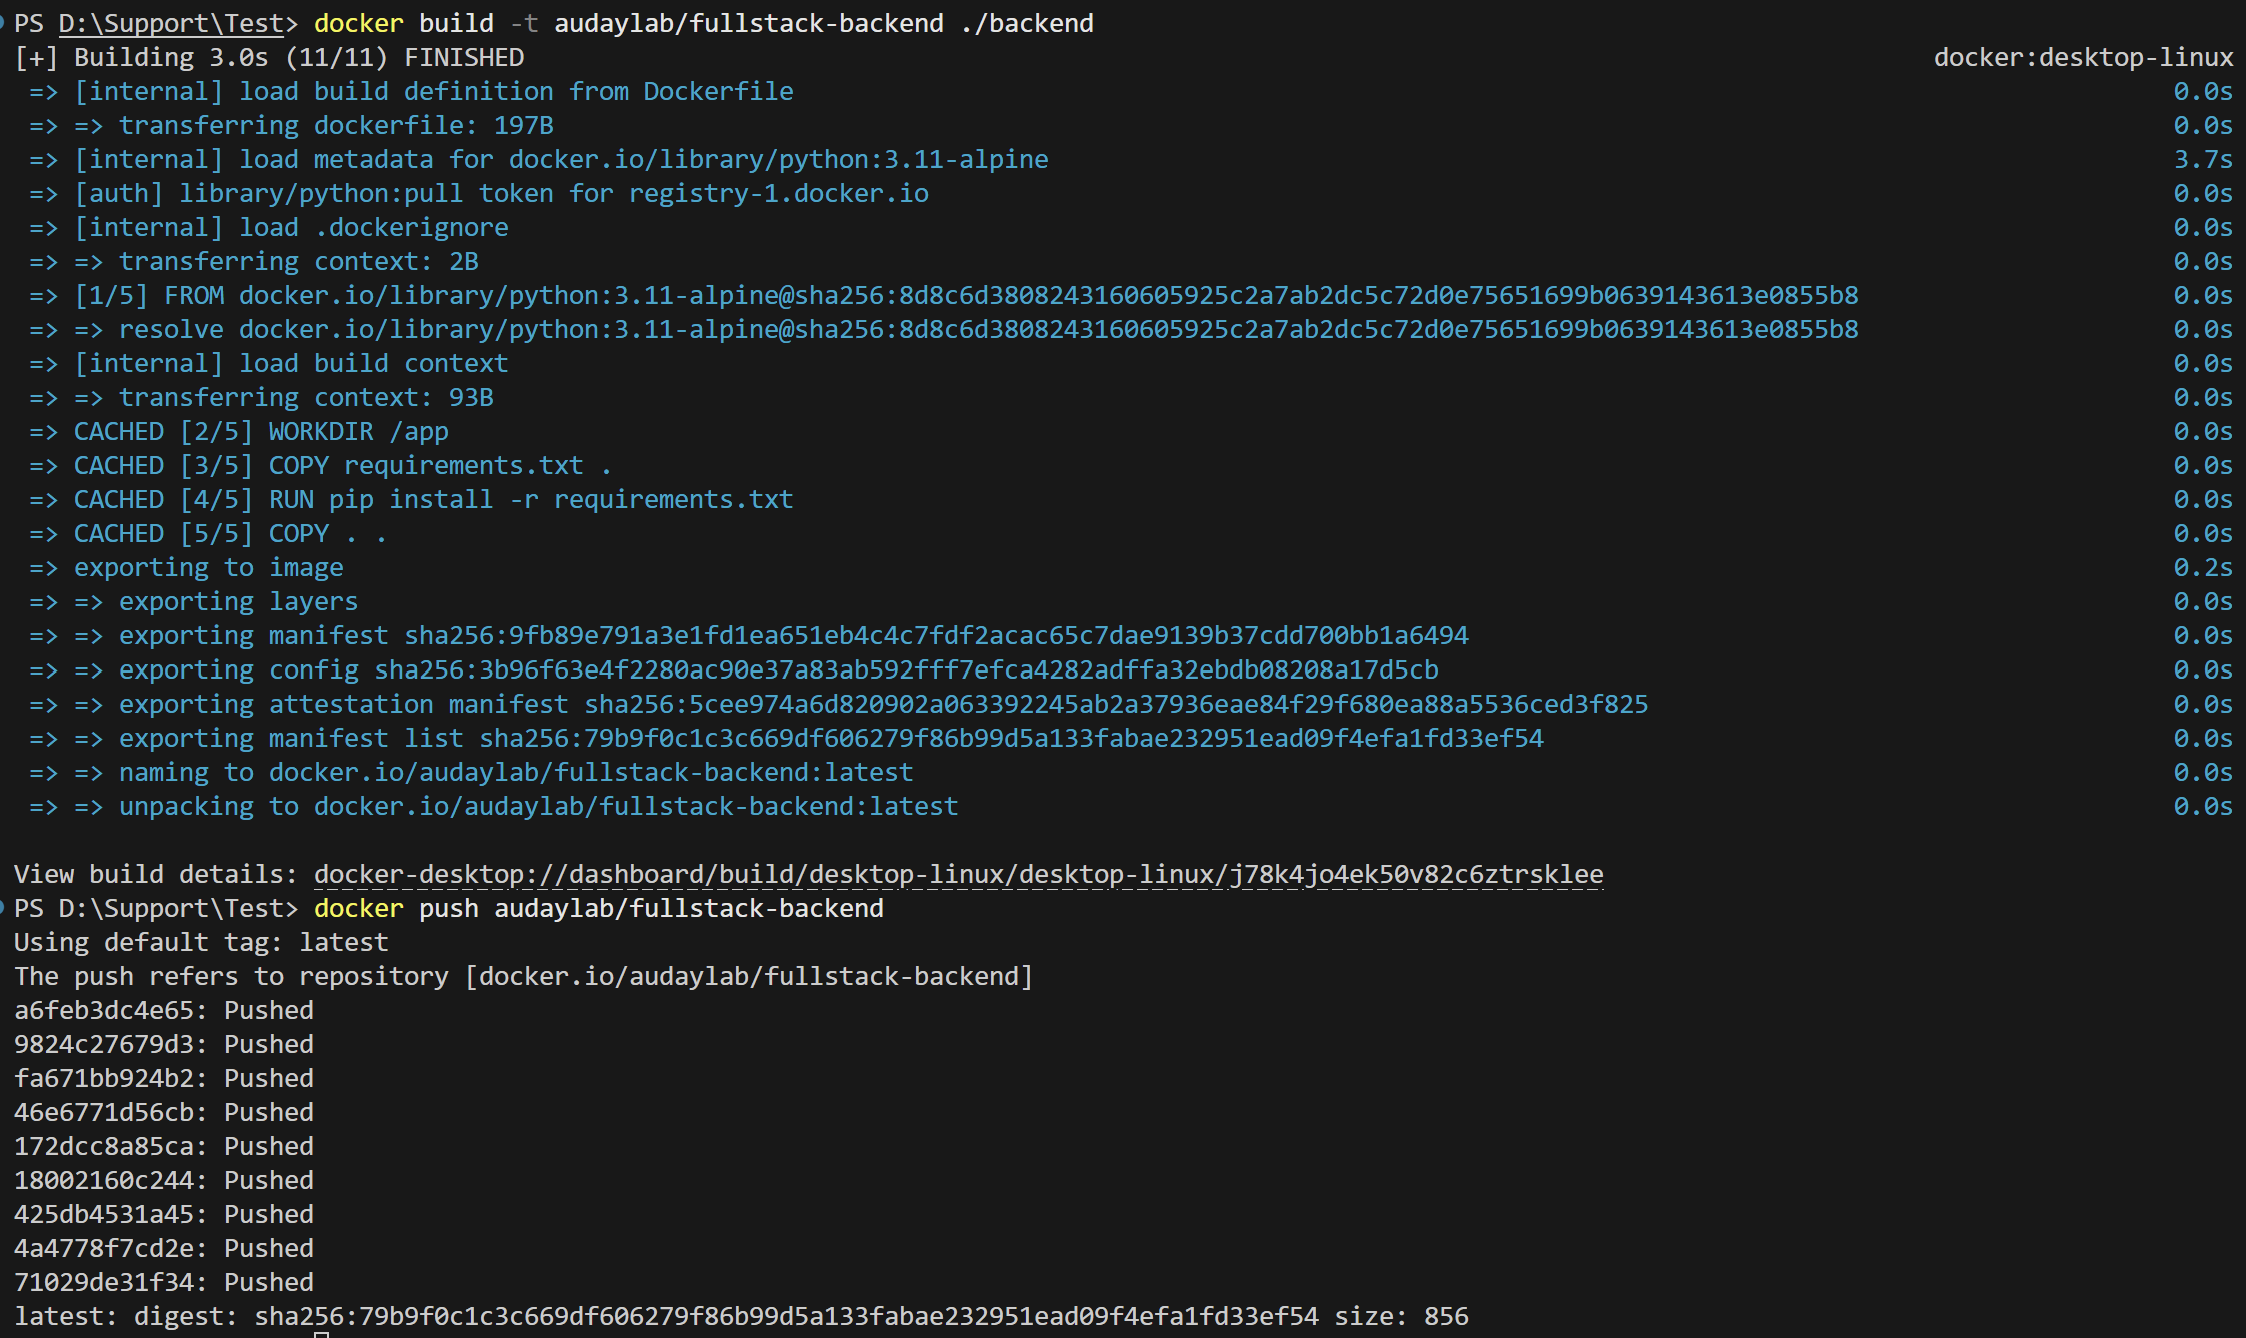 PS D:\Support\Test> docker build -t audaylab/fullstack-backend ./backend
[+] Building 3.0s (11/11) FINISHED docker:desktop-linux
=> [internal] load build definition from Dockerfile 0.0s
=> => transferring dockerfile: 197B 0.0s
=> [internal] load metadata for docker.io/library/python:3.11-alpine 3.7s
=> [auth] library/python:pull token for registry-1.docker.io 0.0s
=> [internal] load .dockerignore 0.0s
=> => transferring context: 2B 0.0s
=> [1/5] FROM docker.io/library/python:3.11-alpine@sha256:8d8c6d3808243160605925c2a7ab2dc5c72d0e75651699b0639143613e0855b8 0.0s
=> => resolve docker.io/library/python:3.11-alpine@sha256:8d8c6d3808243160605925c2a7ab2dc5c72d0e75651699b0639143613e0855b8 0.0s
=> [internal] load build context 0.0s
=> => transferring context: 93B 0.0s
=> CACHED [2/5] WORKDIR /app 0.0s
=> CACHED [3/5] COPY requirements.txt . 0.0s
=> CACHED [4/5] RUN pip install -r requirements.txt 0.0s
=> CACHED [5/5] COPY . . 0.0s
=> exporting to image 0.2s
=> => exporting layers 0.0s
=> => exporting manifest sha256:9fb89e791a3e1fd1ea651eb4c4c7fdf2acac65c7dae9139b37cdd700bb1a6494 0.0s
=> => exporting config sha256:3b96f63e4f2280ac90e37a83ab592fff7efca4282adffa32ebdb08208a17d5cb 0.0s
=> => exporting attestation manifest sha256:5cee974a6d820902a063392245ab2a37936eae84f29f680ea88a5536ced3f825 0.0s
=> => exporting manifest list sha256:79b9f0c1c3c669df606279f86b99d5a133fabae232951ead09f4efa1fd33ef54 0.0s
=> => naming to docker.io/audaylab/fullstack-backend:latest 0.0s
=> => unpacking to docker.io/audaylab/fullstack-backend:latest 0.0s
View build details: docker-desktop://dashboard/build/desktop-linux/desktop-linux/j78k4jo4ek50v82c6ztrsklee
PS D:\Support\Test> docker push audaylab/fullstack-backend
Using default tag: latest
The push refers to repository [docker.io/audaylab/fullstack-backend]
a6feb3dc4e65: Pushed
9824c27679d3: Pushed
fa671bb924b2: Pushed
46e6771d56cb: Pushed
172dcc8a85ca: Pushed
18002160c244: Pushed
425db4531a45: Pushed
4a4778f7cd2e: Pushed
71029de31f34: Pushed
latest: digest: sha256:79b9f0c1c3c669df606279f86b99d5a133fabae232951ead09f4efa1fd33ef54 size: 856